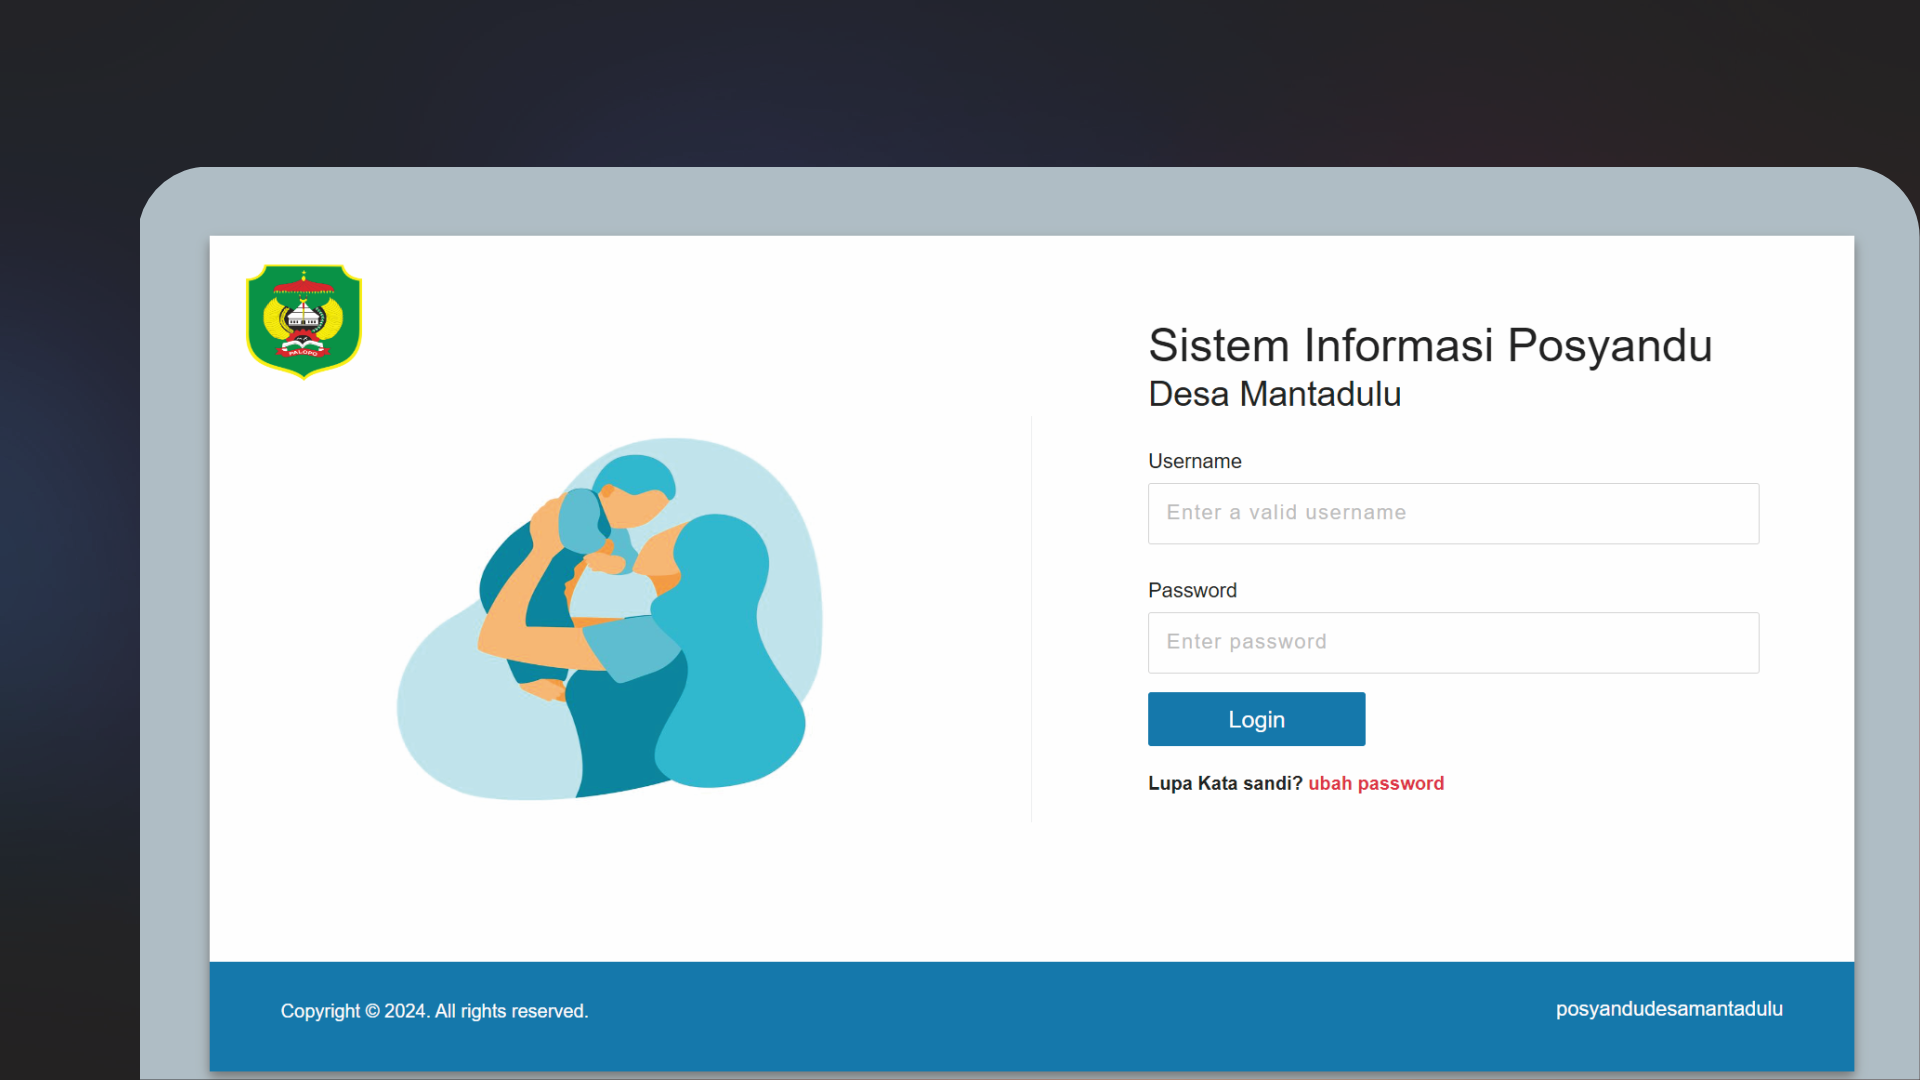 PALOPO
Sistem Informasi Posyandu
Desa Mantadulu
Username
Enter a valid username
Password
Enter password
Login
Lupa Kata sandi? ubah password
Copyright © 2024. All rights reserved.
posyandudesamantadulu